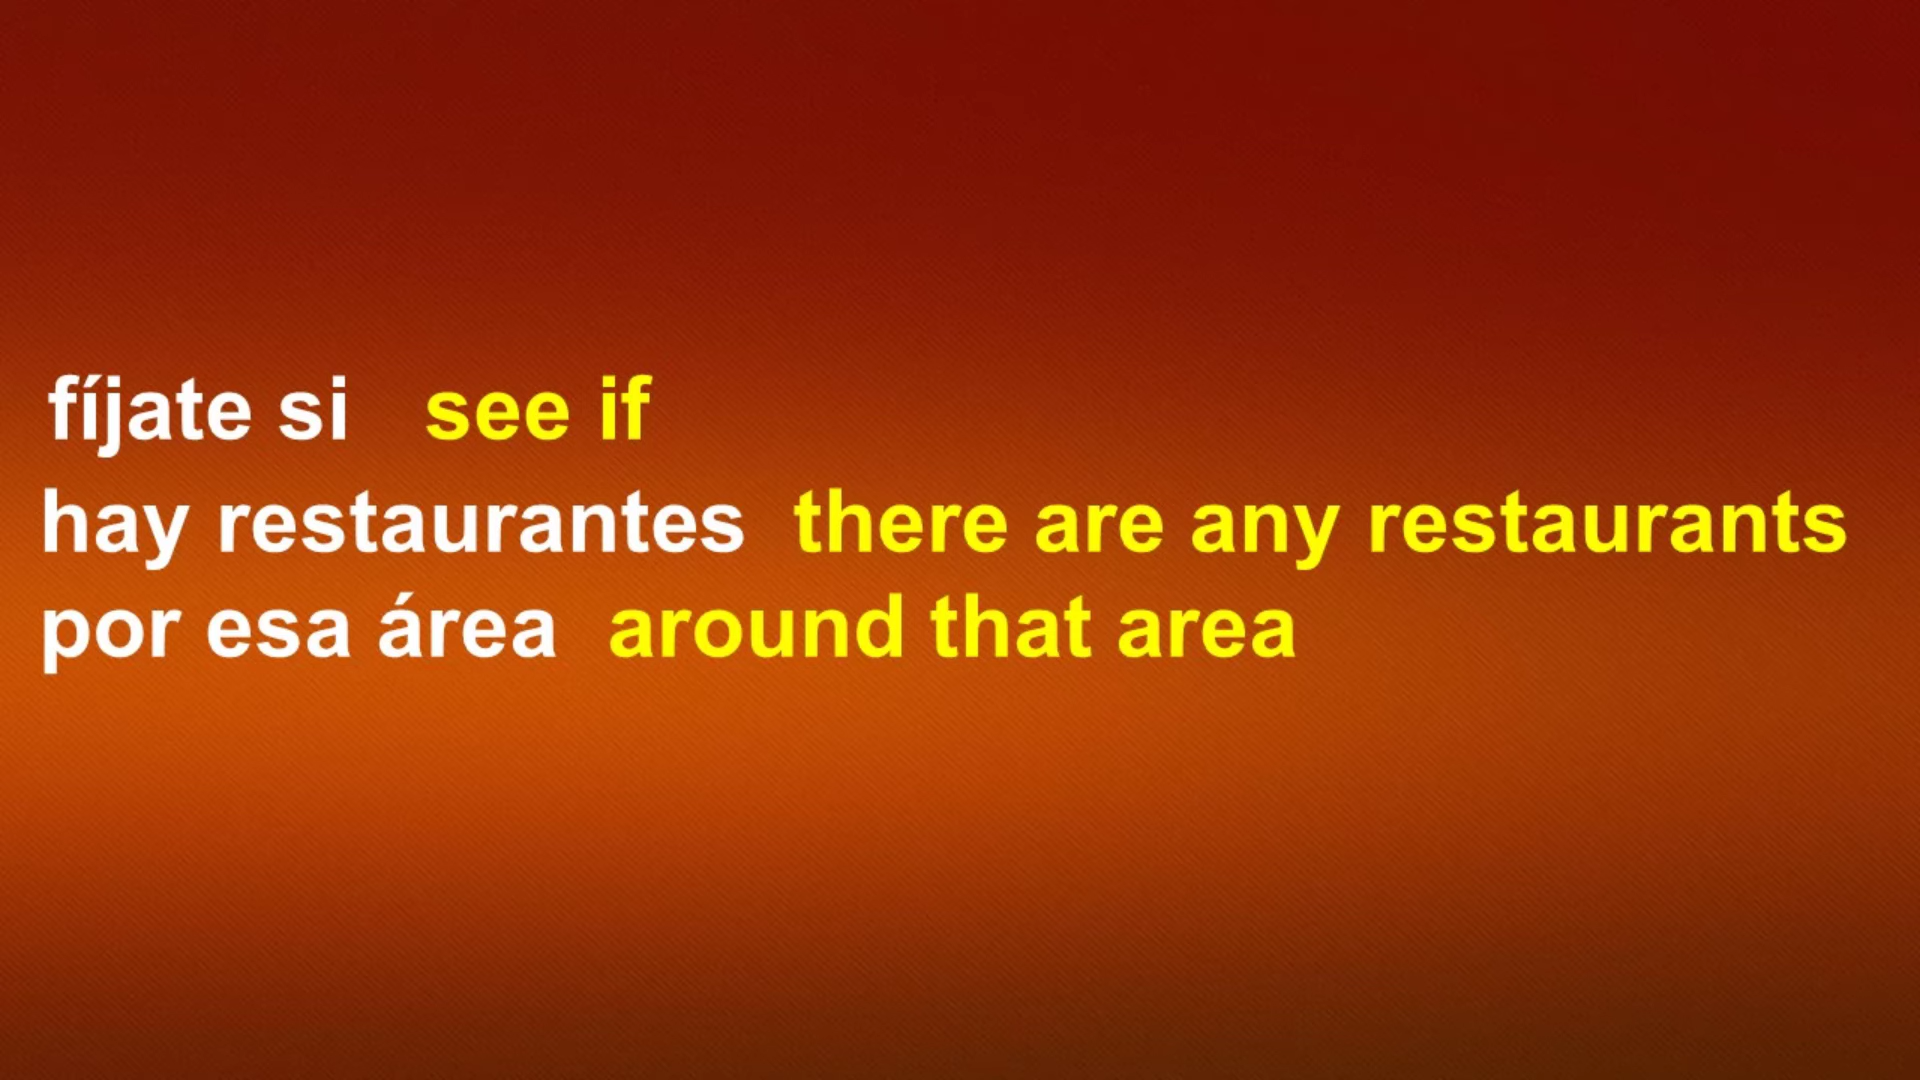 fíjate si see if
hay restaurantes there are any restaurants
por esa área around that area